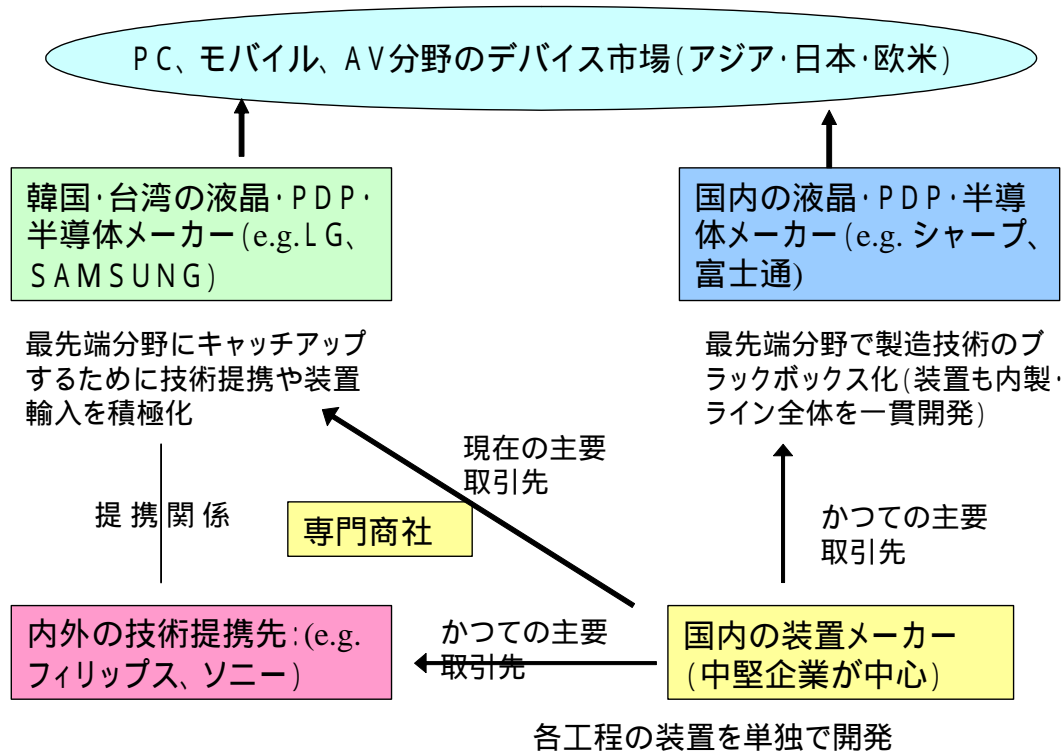 PC、モバイル、AV分野のデバイス市場(アジア・日本・欧米)
韓国・台湾の液晶・PDP・
半導体メーカー(e.g.LG、
SAMSUNG)
国内の液晶・PDP・半導
体メーカー(e.g. シャープ、
富士通)
最先端分野にキャッチアップ
するために技術提携や装置
輸入を積極化
最先端分野で製造技術のブ
ラックボックス化(装置も内製・
ライン全体を一貫開発)
現在の主要
取引先
提携関係
専門商社
かつての主要
取引先
内外の技術提携先:(e.g.
フィリップス、ソニー)
かつての主要
取引先
国内の装置メーカー
(中堅企業が中心)
各工程の装置を単独で開発